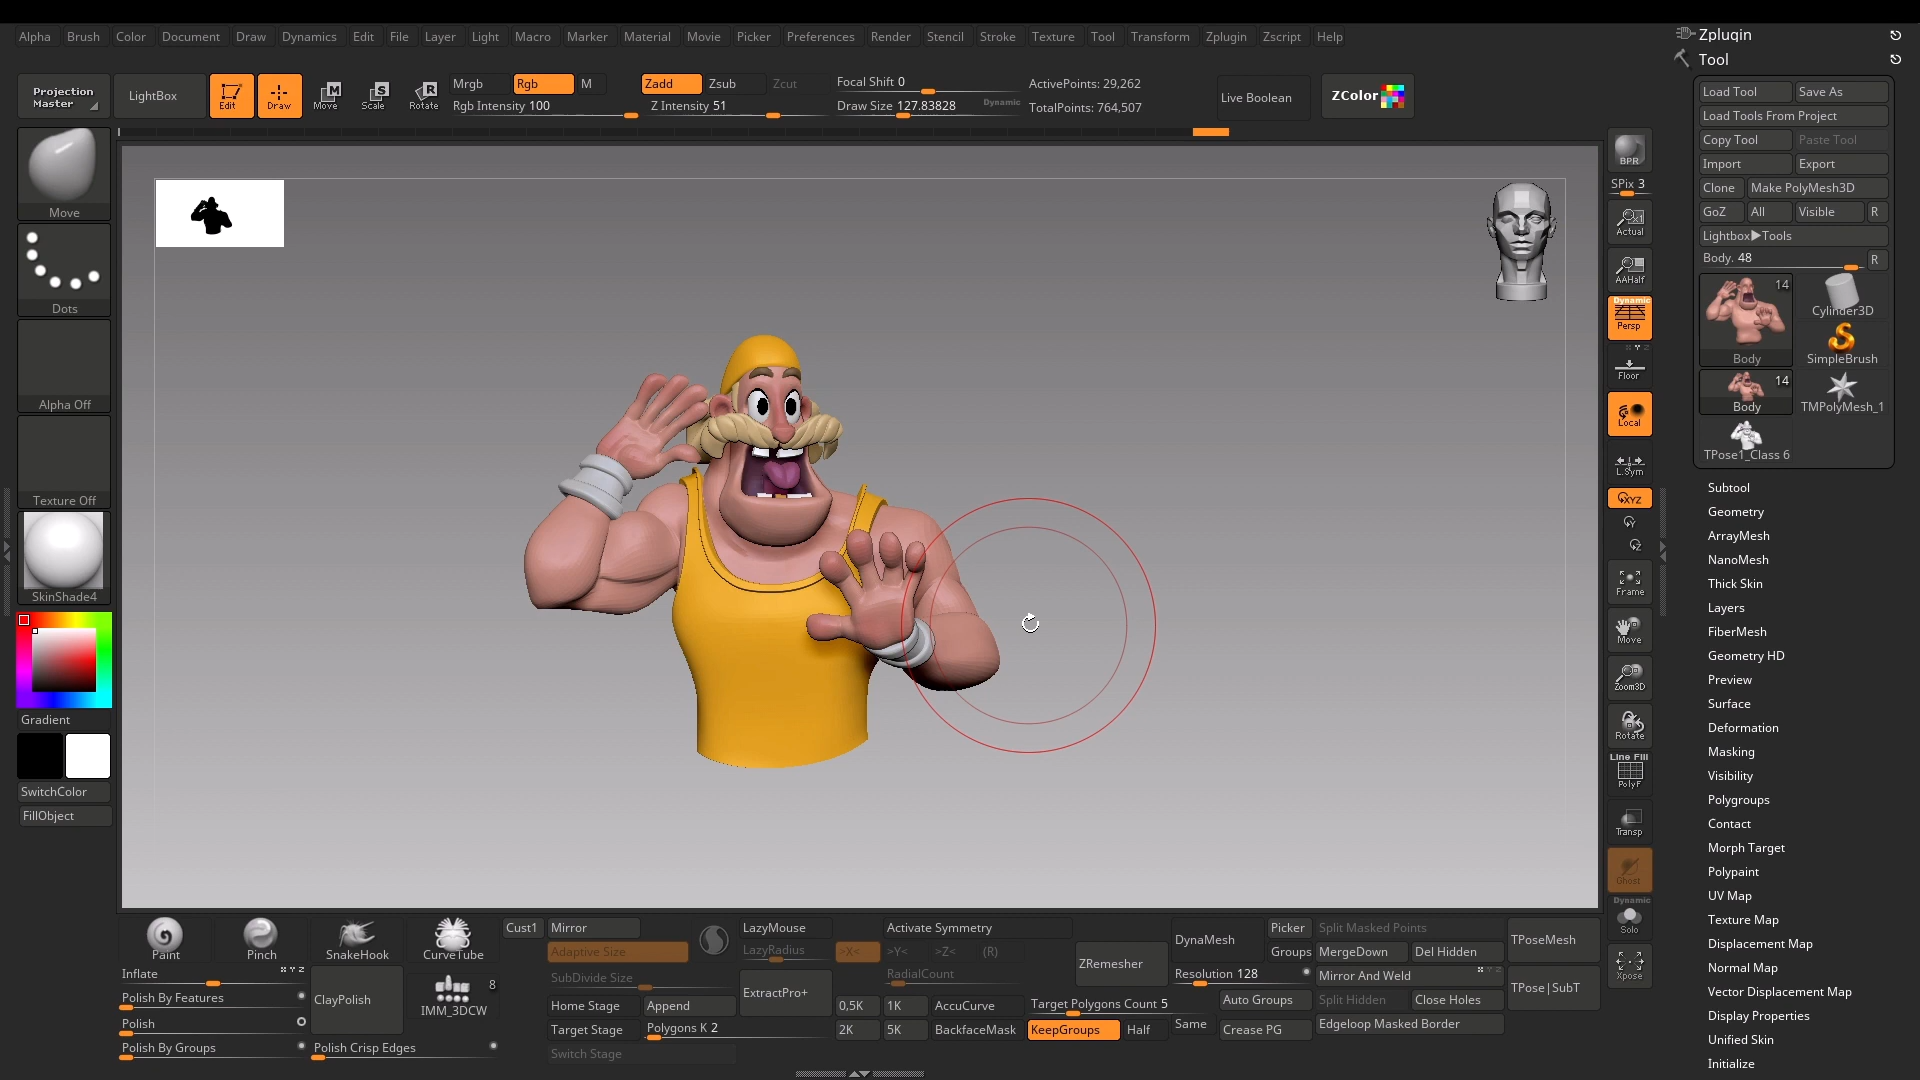 Alpha Brush Color Document Draw Dynamics Edit File Layer Light Macro Marker Material Movie Picker Preferences Render Stencil Stroke Texture Tool Transform Zplugin Zscript Help
Projection Master
LightBox
Edit
Draw
Move
Scale
Rotate
Mrgb Rgb M
Rgb Intensity 100
Zadd Zsub Zcut
Z Intensity 51
Focal Shift 0
Draw Size 127.83828 Dynamic
ActivePoints: 29,262
TotalPoints: 764,507
Live Boolean
ZColor
Move
Dots
Alpha Off
Texture Off
SkinShade4
Gradient
SwitchColor
FillObject
BPR
SPix 3
Actual
AAHalf
Dynamic
Persp
Floor
Local
L.Sym
XYZ
Y
Z
Frame
Move
Zoom3D
Rotate
Line Fill
PolyF
Transp
Ghost
Dynamic
Solo
Xpose
Zplugin
Tool
Load Tool Save As
Load Tools From Project
Copy Tool Paste Tool
Import Export
Clone Make PolyMesh3D
GoZ All Visible R
Lightbox▶Tools
Body. 48 R
14
Body
Cylinder3D
SimpleBrush
14
Body
TMPolyMesh_1
TPose1_Class 6
Subtool
Geometry
ArrayMesh
NanoMesh
Thick Skin
Layers
FiberMesh
Geometry HD
Preview
Surface
Deformation
Masking
Visibility
Polygroups
Contact
Morph Target
Polypaint
UV Map
Texture Map
Displacement Map
Normal Map
Vector Displacement Map
Display Properties
Unified Skin
Initialize
Paint
Pinch
SnakeHook
CurveTube
Inflate
Polish By Features
Polish
Polish By Groups
ClayPolish
IMM_3DCW
8
Polish Crisp Edges
Cust1
Mirror
Adaptive Size
SubDivide Size
Home Stage Append
Target Stage Polygons K 2
Switch Stage
LazyMouse
LazyRadius
ExtractPro+
Activate Symmetry
>X< >Y< >Z< (R)
RadialCount
0,5K 1K AccuCurve
2K 5K BackfaceMask
ZRemesher
Target Polygons Count 5
KeepGroups Half Same
DynaMesh
Resolution 128
Auto Groups
Crease PG
Picker
Groups
Split Masked Points
MergeDown Del Hidden
Mirror And Weld
Split Hidden Close Holes
Edgeloop Masked Border
TPoseMesh
TPose|SubT